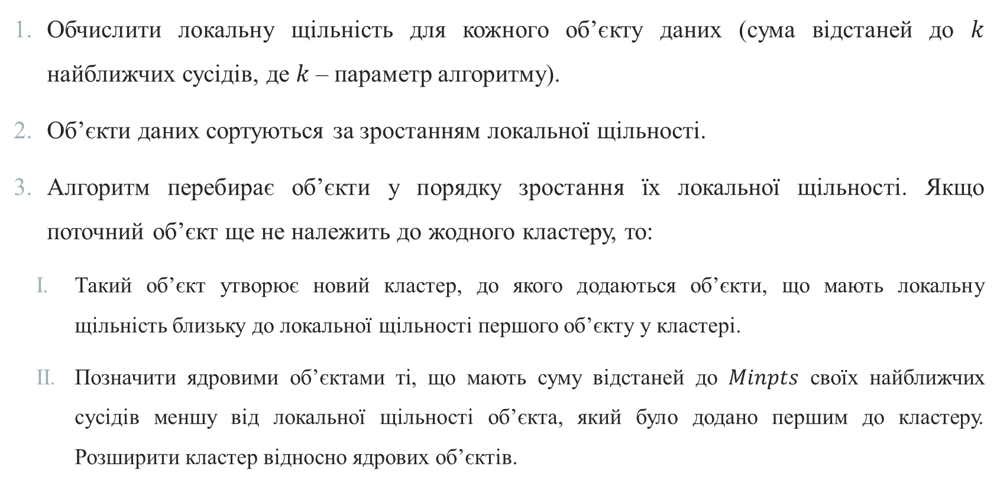 1. Обчислити локальну щільність для кожного об’єкту даних (сума відстаней до k
найближчих сусідів, де k – параметр алгоритму).
2. Об’єкти даних сортуються за зростанням локальної щільності.
3. Алгоритм перебирає об’єкти у порядку зростання їх локальної щільності. Якщо
поточний об’єкт ще не належить до жодного кластеру, то:
I. Такий об’єкт утворює новий кластер, до якого додаються об’єкти, що мають локальну
щільність близьку до локальної щільності першого об’єкту у кластері.
II. Позначити ядровими об’єктами ті, що мають суму відстаней до Minpts своїх найближчих
сусідів меншу від локальної щільності об’єкта, який було додано першим до кластеру.
Розширити кластер відносно ядрових об’єктів.